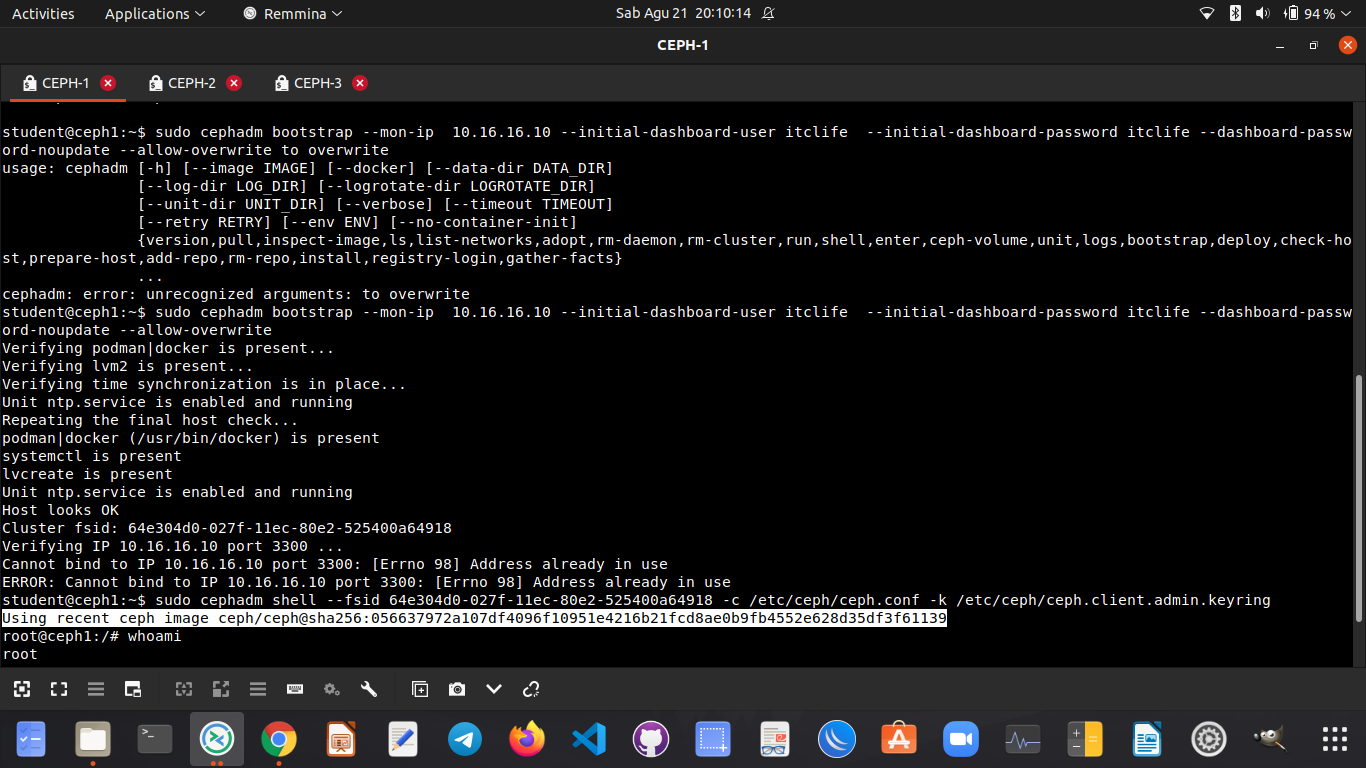 Activities
Applications
Remmina
Sab Agu 21 20:10:14
94 %
CEPH-1
CEPH-1
CEPH-2
CEPH-3
student@ceph1:~$ sudo cephadm bootstrap --mon-ip  10.16.16.10 --initial-dashboard-user itclife  --initial-dashboard-password itclife --dashboard-passw
ord-noupdate --allow-overwrite to overwrite
usage: cephadm [-h] [--image IMAGE] [--docker] [--data-dir DATA_DIR]
               [--log-dir LOG_DIR] [--logrotate-dir LOGROTATE_DIR]
               [--unit-dir UNIT_DIR] [--verbose] [--timeout TIMEOUT]
               [--retry RETRY] [--env ENV] [--no-container-init]
               {version,pull,inspect-image,ls,list-networks,adopt,rm-daemon,rm-cluster,run,shell,enter,ceph-volume,unit,logs,bootstrap,deploy,check-ho
st,prepare-host,add-repo,rm-repo,install,registry-login,gather-facts}
               ...
cephadm: error: unrecognized arguments: to overwrite
student@ceph1:~$ sudo cephadm bootstrap --mon-ip  10.16.16.10 --initial-dashboard-user itclife  --initial-dashboard-password itclife --dashboard-passw
ord-noupdate --allow-overwrite
Verifying podman|docker is present...
Verifying lvm2 is present...
Verifying time synchronization is in place...
Unit ntp.service is enabled and running
Repeating the final host check...
podman|docker (/usr/bin/docker) is present
systemctl is present
lvcreate is present
Unit ntp.service is enabled and running
Host looks OK
Cluster fsid: 64e304d0-027f-11ec-80e2-525400a64918
Verifying IP 10.16.16.10 port 3300 ...
Cannot bind to IP 10.16.16.10 port 3300: [Errno 98] Address already in use
ERROR: Cannot bind to IP 10.16.16.10 port 3300: [Errno 98] Address already in use
student@ceph1:~$ sudo cephadm shell --fsid 64e304d0-027f-11ec-80e2-525400a64918 -c /etc/ceph/ceph.conf -k /etc/ceph/ceph.client.admin.keyring
Using recent ceph image ceph/ceph@sha256:056637972a107df4096f10951e4216b21fcd8ae0b9fb4552e628d35df3f61139
root@ceph1:/# whoami
root